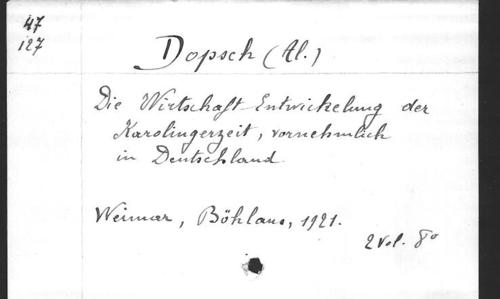 47
127
Dopsch (Al.)
Die Wirtschaft Entwickelung der
Karolingerzeit, vornehmlich
in Deutschland
Weimar, Böhlau, 1921.
2 vol. 8°